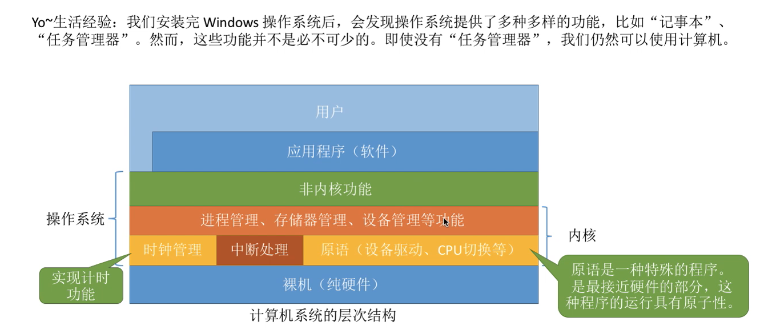 Yo~生活经验：我们安装完 Windows 操作系统后，会发现操作系统提供了多种多样的功能，比如“记事本”、
“任务管理器”。然而，这些功能并不是必不可少的。即使没有“任务管理器”，我们仍然可以使用计算机。
用户
应用程序（软件）
非内核功能
操作系统
进程管理、存储器管理、设备管理等功能
内核
时钟管理
中断处理
原语（设备驱动、CPU切换等）
实现计时
功能
裸机（纯硬件）
原语是一种特殊的程序。
是最接近硬件的部分，这
种程序的运行具有原子性。
计算机系统的层次结构